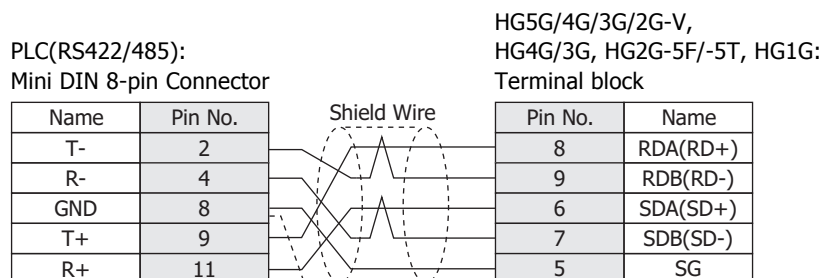 HG5G/4G/3G/2G-V,
PLC(RS422/485): HG4G/3G, HG2G-5F/-5T, HG1G:
Mini DIN 8-pin Connector Terminal block
Name Pin No. Shield Wire Pin No. Name
T- 2 8 RDA(RD+)
R- 4 9 RDB(RD-)
GND 8 6 SDA(SD+)
T+ 9 7 SDB(SD-)
R+ 11 5 SG